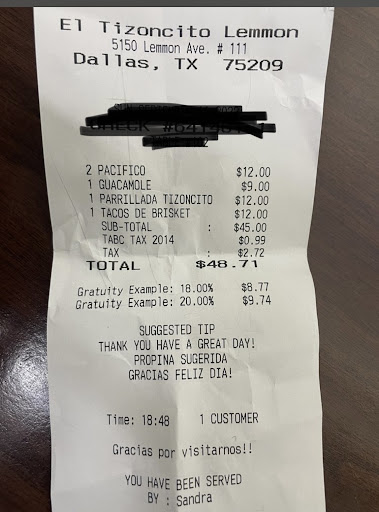 El Tizoncito Lemmon
5150 Lemmon Ave. # 111
Dallas, TX 75209
2 PACIFICO $12.00
1 GUACAMOLE $9.00
1 PARRILLADA TIZONCITO $12.00
1 TACOS DE BRISKET $12.00
SUB-TOTAL : $45.00
TABC TAX 2014 $0.99
TAX : $2.72
TOTAL $48.71
Gratuity Example: 18.00% $8.77
Gratuity Example: 20.00% $9.74
SUGGESTED TIP
THANK YOU HAVE A GREAT DAY!
PROPINA SUGERIDA
GRACIAS FELIZ DIA!
Time: 18:48 1 CUSTOMER
Gracias por visitarnos!!
YOU HAVE BEEN SERVED
BY : Sandra